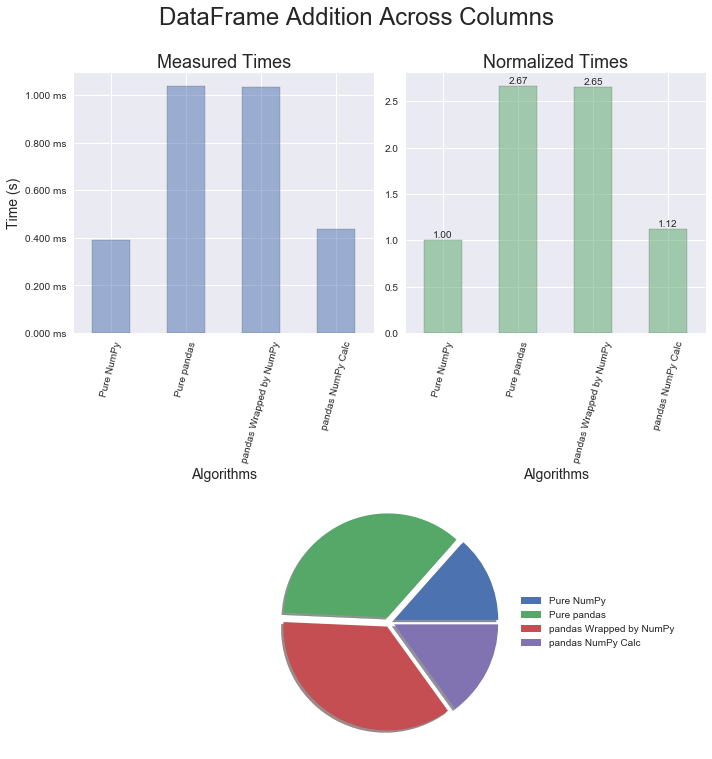 DataFrame Addition Across Columns
Measured Times
Time (s)
1.000 ms
0.800 ms
0.600 ms
0.400 ms
0.200 ms
0.000 ms
Pure NumPy
Pure pandas
pandas Wrapped by NumPy
pandas NumPy Calc
Algorithms
Normalized Times
2.5
2.0
1.5
1.0
0.5
0.0
1.00
2.67
2.65
1.12
Pure NumPy
Pure pandas
pandas Wrapped by NumPy
pandas NumPy Calc
Algorithms
Pure NumPy
Pure pandas
pandas Wrapped by NumPy
pandas NumPy Calc